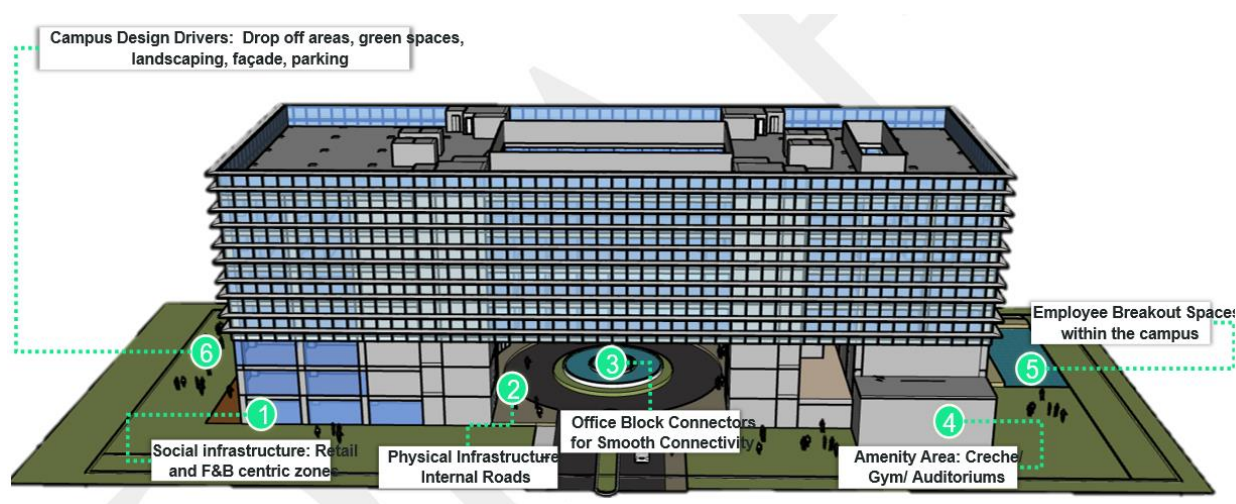 Campus Design Drivers: Drop off areas, green spaces,
landscaping, façade, parking
Employee Breakout Spaces
within the campus
6
3
5
2
1
4
Office Block Connectors
for Smooth Connectivity
Social infrastructure: Retail
and F&B centric zones
Physical Infrastructure
Internal Roads
Amenity Area: Creche/
Gym/ Auditoriums